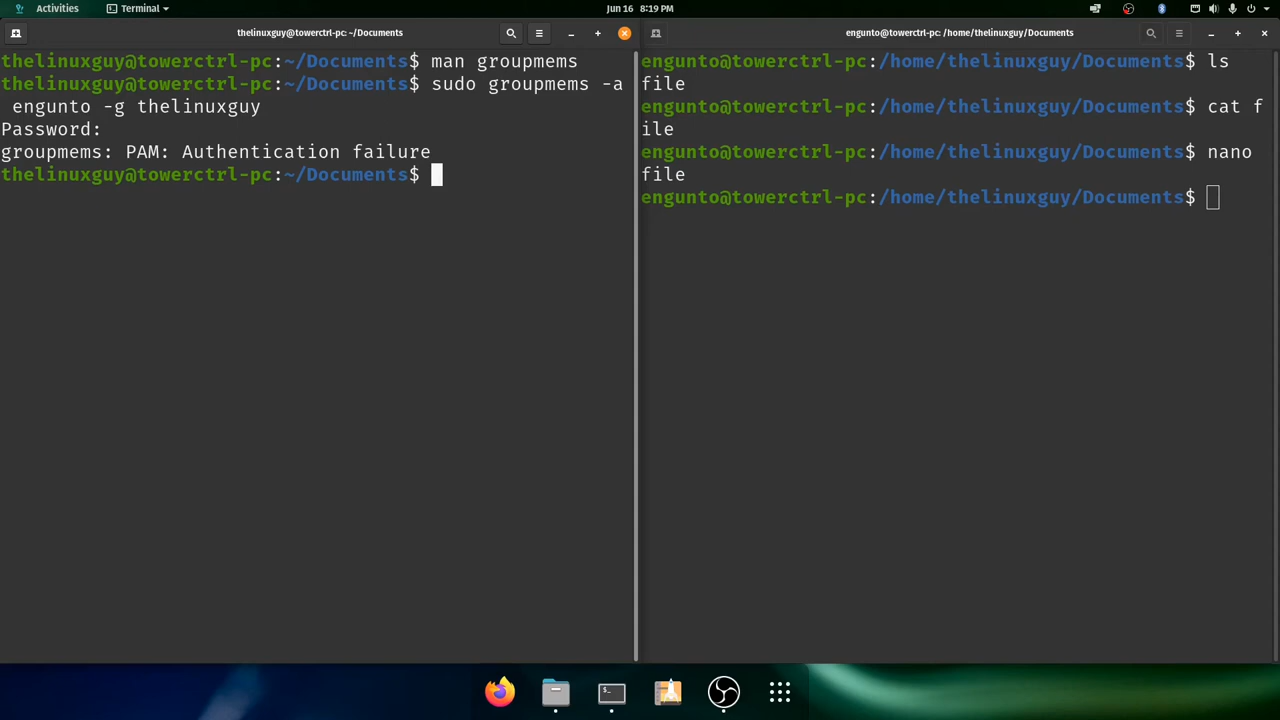 Activities
Terminal
Jun 16 8:19 PM
thelinuxguy@towerctrl-pc: ~/Documents
thelinuxguy@towerctrl-pc:~/Documents$ man groupmems
thelinuxguy@towerctrl-pc:~/Documents$ sudo groupmems -a
engunto -g thelinuxguy
Password:
groupmems: PAM: Authentication failure
thelinuxguy@towerctrl-pc:~/Documents$
engunto@towerctrl-pc: /home/thelinuxguy/Documents
engunto@towerctrl-pc:/home/thelinuxguy/Documents$ ls
file
engunto@towerctrl-pc:/home/thelinuxguy/Documents$ cat f
ile
engunto@towerctrl-pc:/home/thelinuxguy/Documents$ nano
file
engunto@towerctrl-pc:/home/thelinuxguy/Documents$